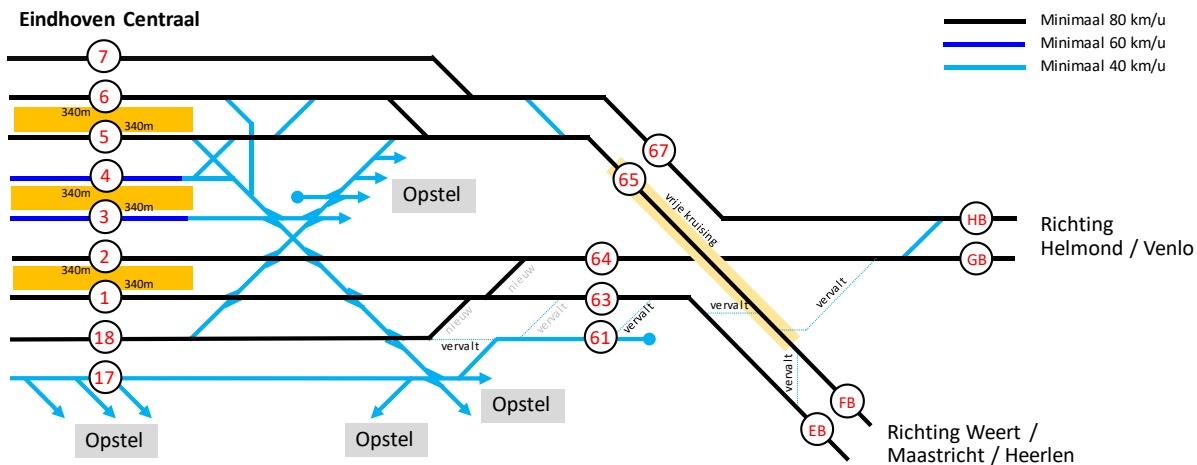 Eindhoven Centraal
Minimaal 80 km/u
Minimaal 60 km/u
Minimaal 40 km/u
7
6
340m
340m
5
4
340m
340m
3
2
340m
340m
1
18
17
Opstel
Opstel
Opstel
Opstel
67
65
vrije kruising
64
63
61
nieuw
nieuw
vervalt
vervalt
vervalt
vervalt
vervalt
vervalt
HB
GB
FB
EB
Richting
Helmond / Venlo
Richting Weert /
Maastricht / Heerlen